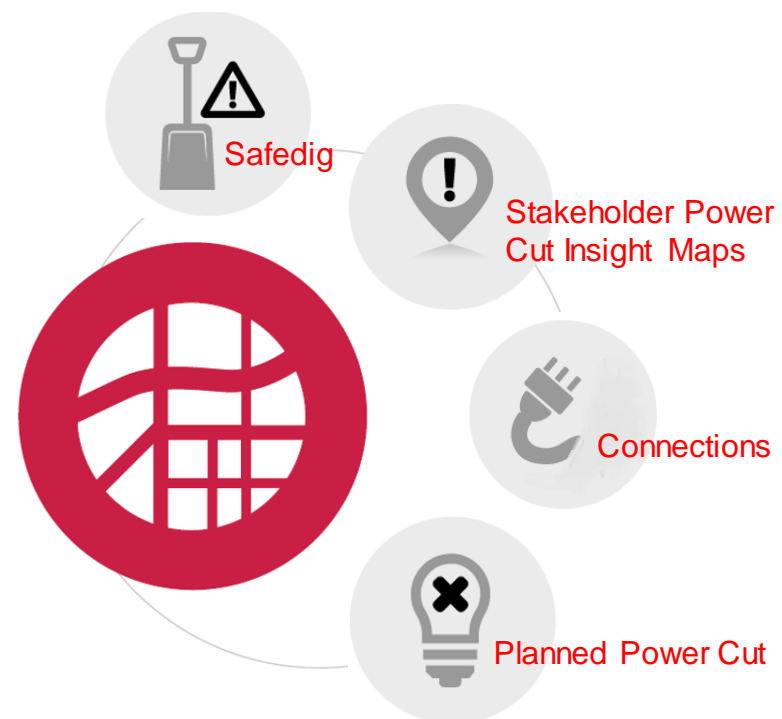 Safedig
Stakeholder Power
Cut Insight Maps
Connections
Planned Power Cut